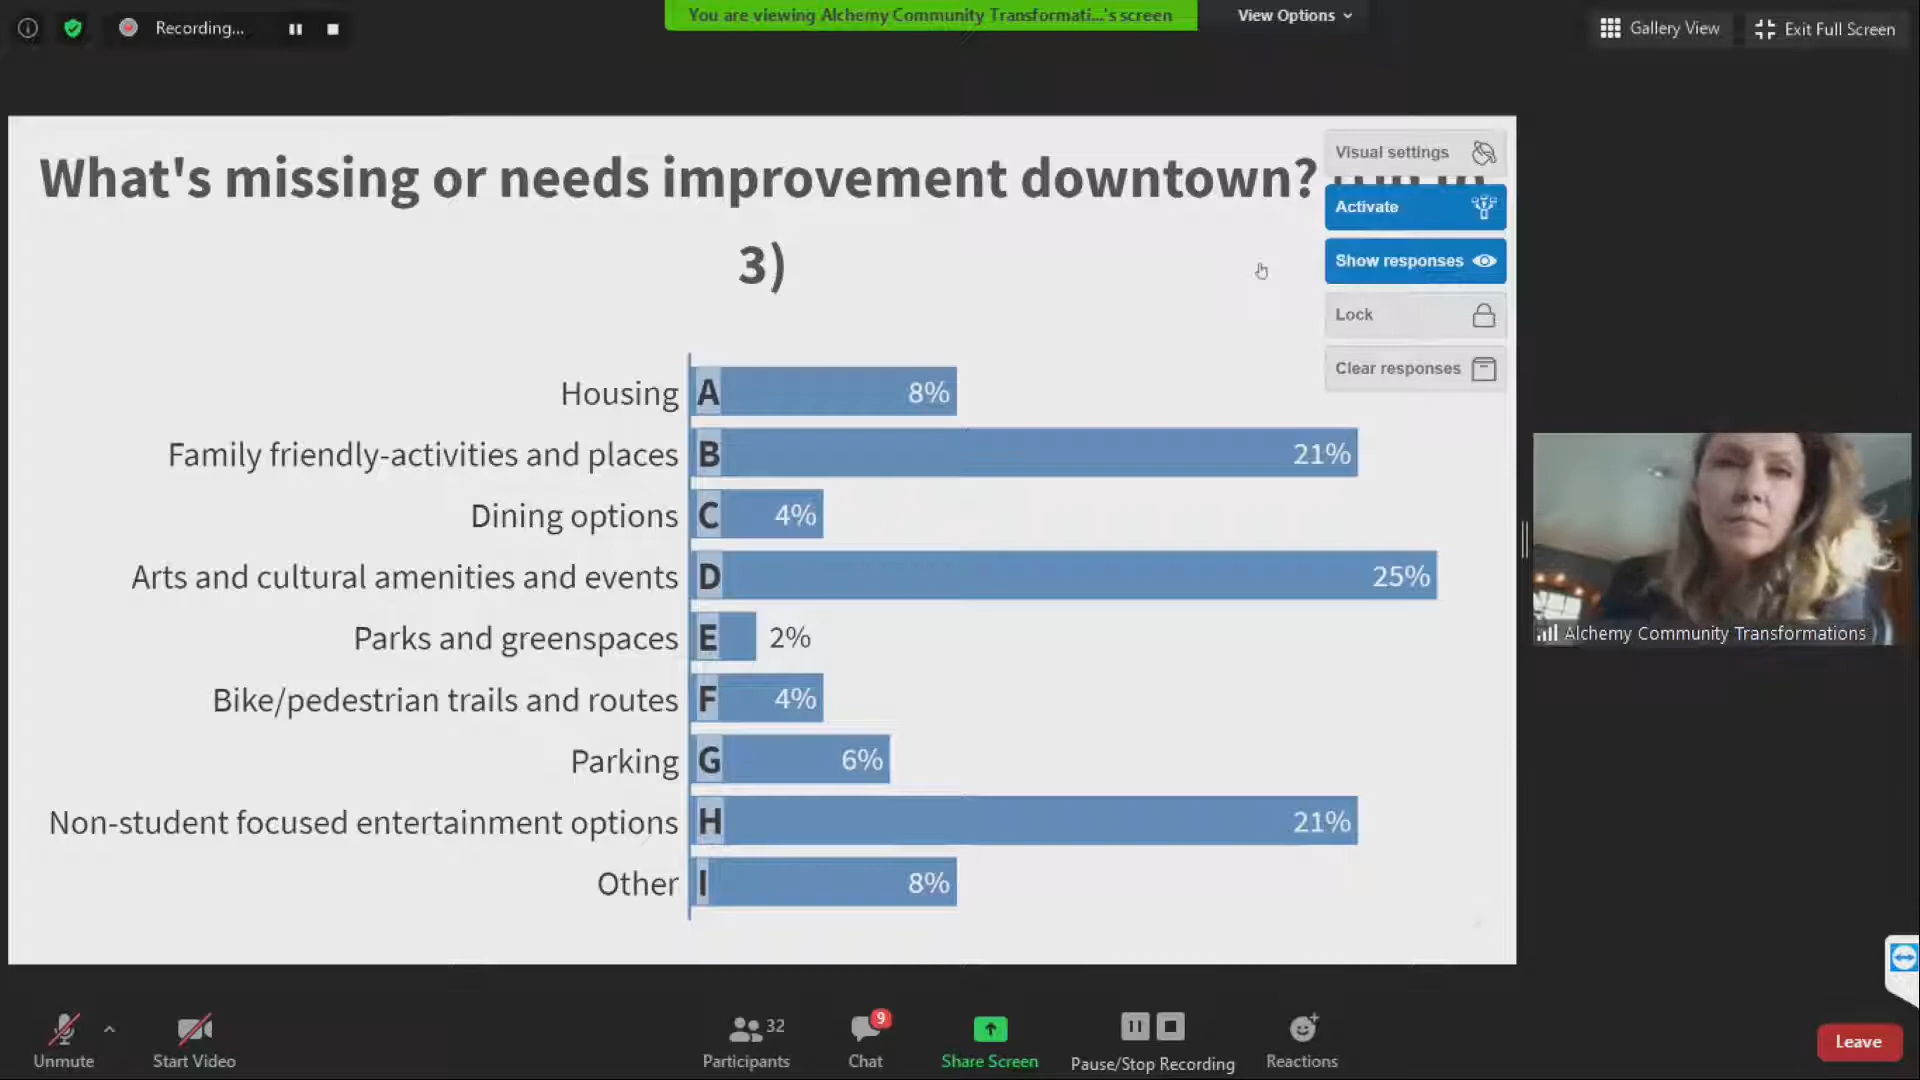 Recording...
You are viewing Alchemy Community Transformati...'s screen
View Options
Gallery View
Exit Full Screen
What's missing or needs improvement downtown?
3)
Visual settings
Activate
Show responses
Lock
Clear responses
Housing A 8%
Family friendly-activities and places B 21%
Dining options C 4%
Arts and cultural amenities and events D 25%
Parks and greenspaces E 2%
Bike/pedestrian trails and routes F 4%
Parking G 6%
Non-student focused entertainment options H 21%
Other I 8%
Alchemy Community Transformations
Unmute
Start Video
32
Participants
9
Chat
Share Screen
Pause/Stop Recording
Reactions
Leave